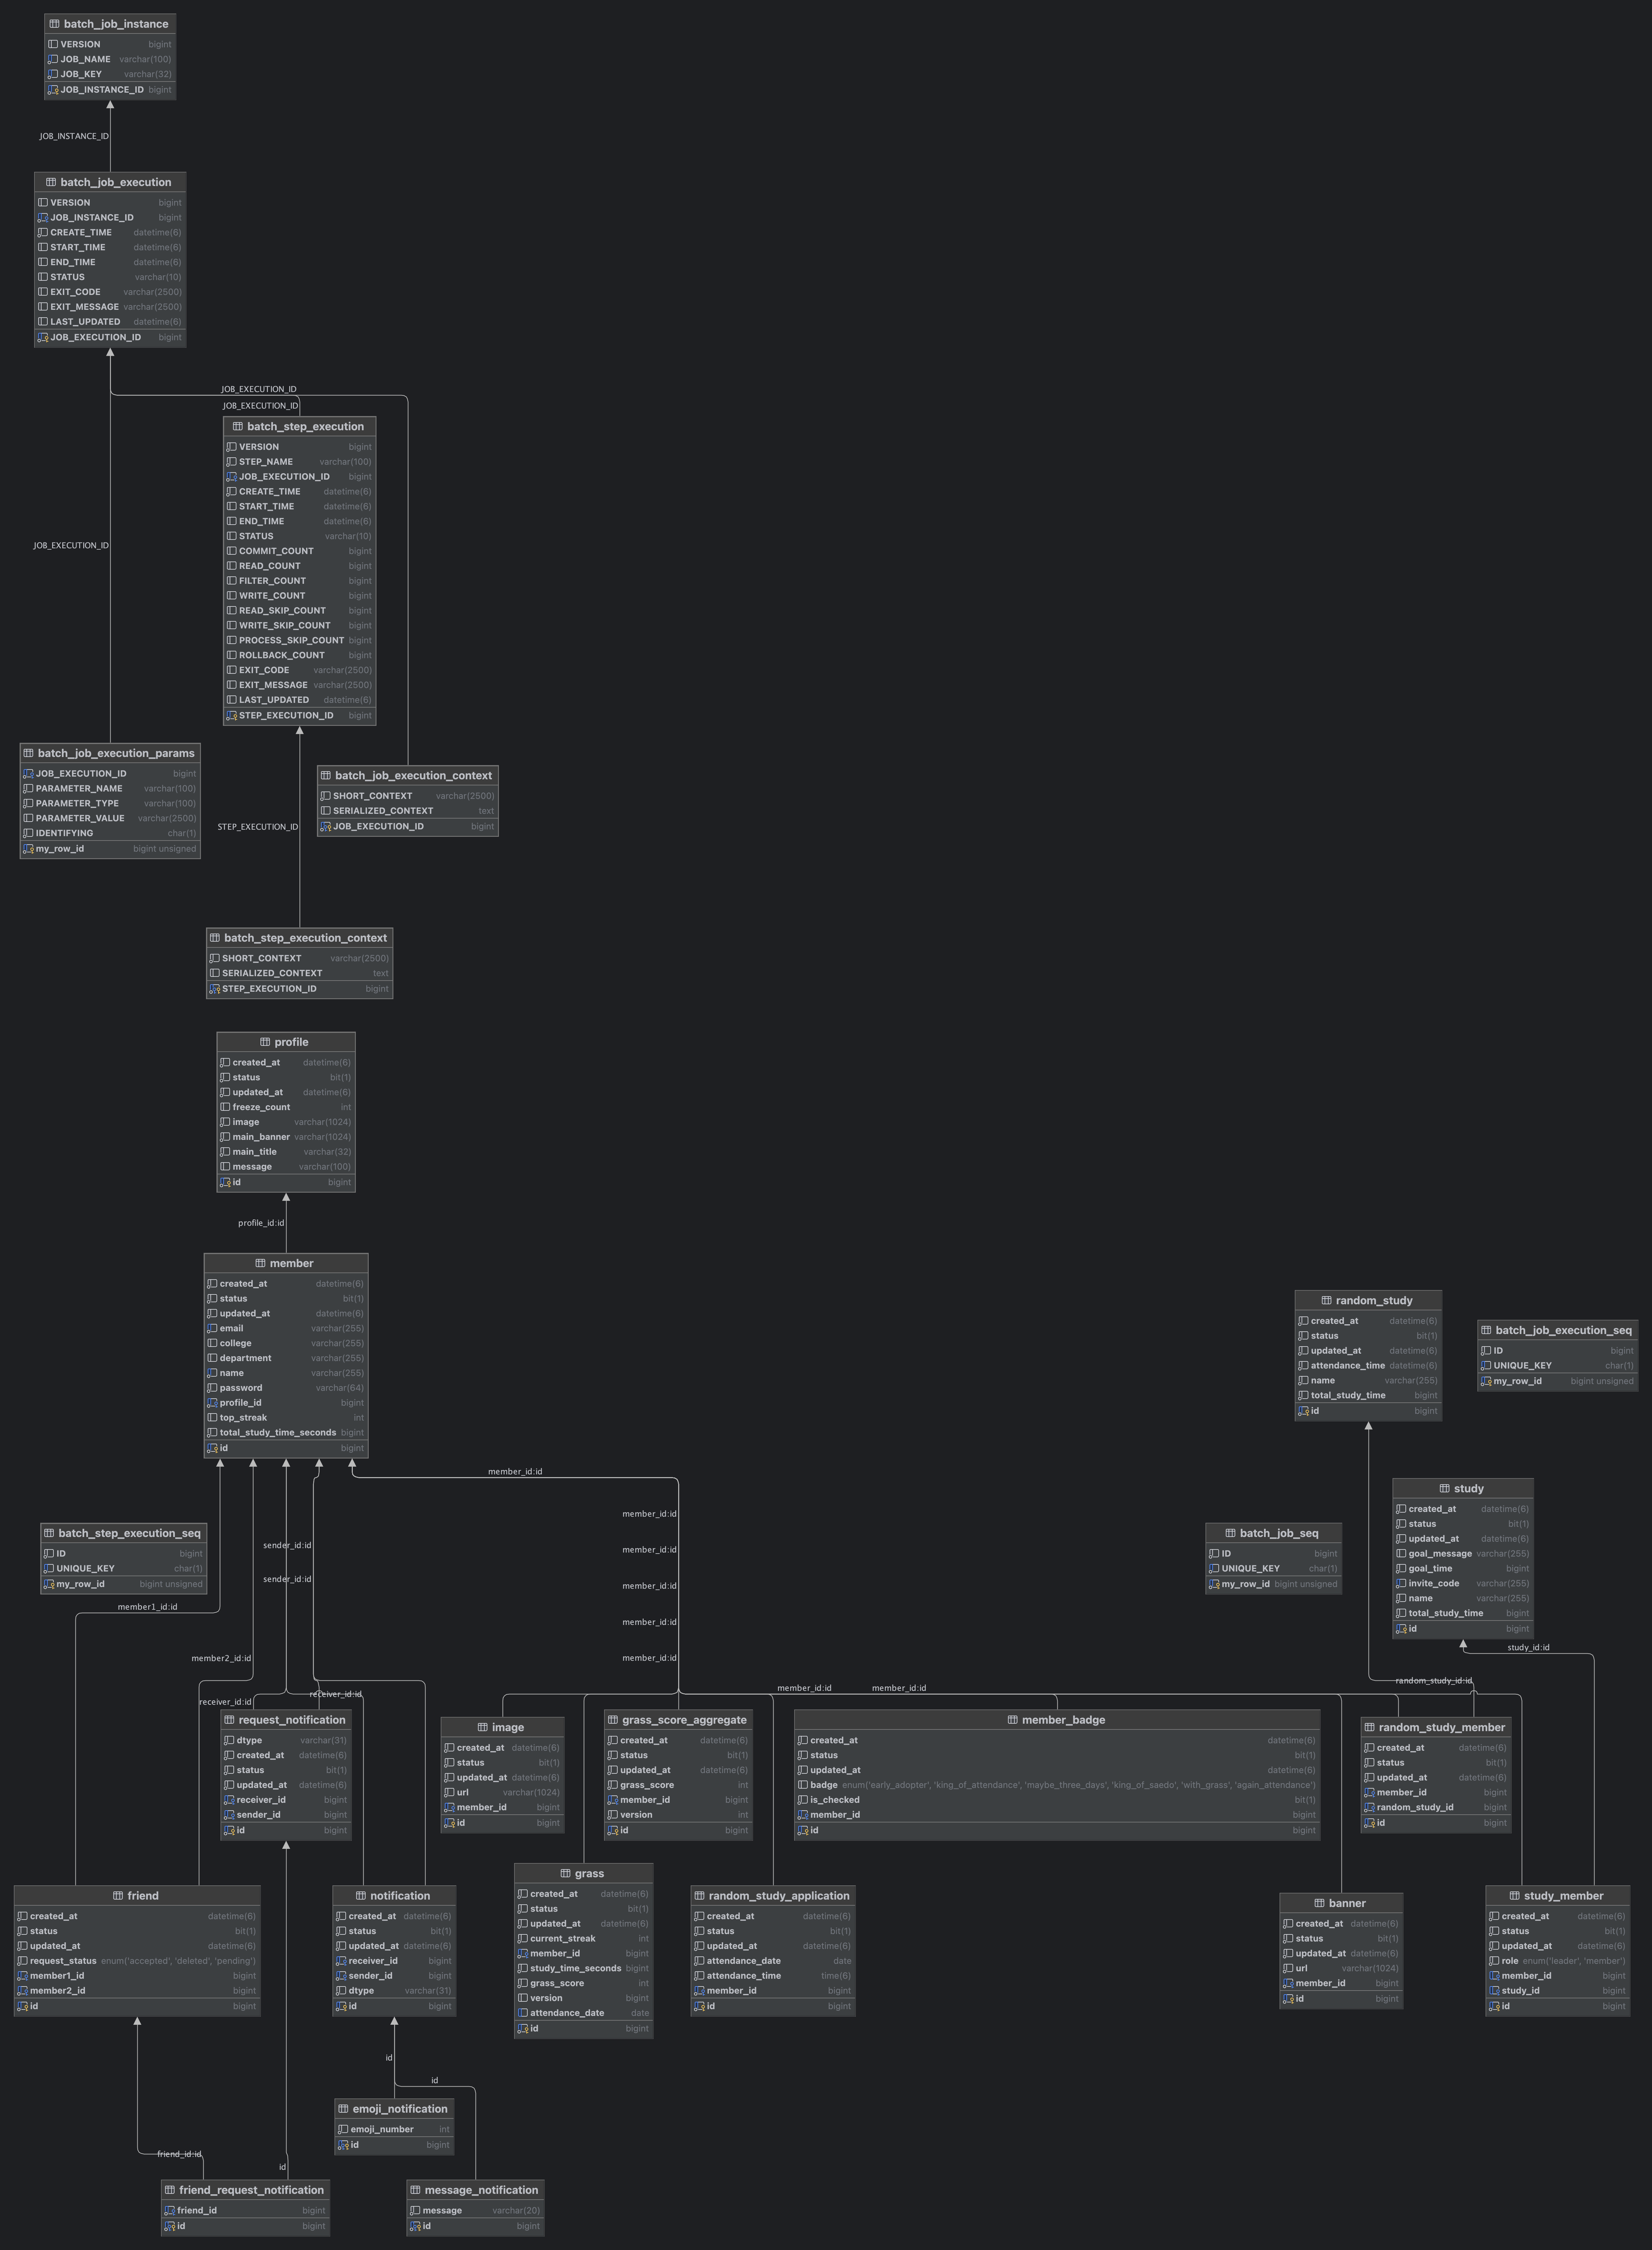 batch_job_instance
VERSION bigint
JOB_NAME varchar(100)
JOB_KEY varchar(32)
JOB_INSTANCE_ID bigint
JOB_INSTANCE_ID
batch_job_execution
VERSION bigint
JOB_INSTANCE_ID bigint
CREATE_TIME datetime(6)
START_TIME datetime(6)
END_TIME datetime(6)
STATUS varchar(10)
EXIT_CODE varchar(2500)
EXIT_MESSAGE varchar(2500)
LAST_UPDATED datetime(6)
JOB_EXECUTION_ID bigint
JOB_EXECUTION_ID
JOB_EXECUTION_ID
batch_step_execution
VERSION bigint
STEP_NAME varchar(100)
JOB_EXECUTION_ID bigint
CREATE_TIME datetime(6)
START_TIME datetime(6)
END_TIME datetime(6)
STATUS varchar(10)
COMMIT_COUNT bigint
READ_COUNT bigint
FILTER_COUNT bigint
WRITE_COUNT bigint
READ_SKIP_COUNT bigint
WRITE_SKIP_COUNT bigint
PROCESS_SKIP_COUNT bigint
ROLLBACK_COUNT bigint
EXIT_CODE varchar(2500)
EXIT_MESSAGE varchar(2500)
LAST_UPDATED datetime(6)
STEP_EXECUTION_ID bigint
JOB_EXECUTION_ID
batch_job_execution_params
JOB_EXECUTION_ID bigint
PARAMETER_NAME varchar(100)
PARAMETER_TYPE varchar(100)
PARAMETER_VALUE varchar(2500)
IDENTIFYING char(1)
my_row_id bigint unsigned
batch_job_execution_context
SHORT_CONTEXT varchar(2500)
SERIALIZED_CONTEXT text
JOB_EXECUTION_ID bigint
STEP_EXECUTION_ID
batch_step_execution_context
SHORT_CONTEXT varchar(2500)
SERIALIZED_CONTEXT text
STEP_EXECUTION_ID bigint
profile
created_at datetime(6)
status bit(1)
updated_at datetime(6)
freeze_count int
image varchar(1024)
main_banner varchar(1024)
main_title varchar(32)
message varchar(100)
id bigint
profile_id:id
member
created_at datetime(6)
status bit(1)
updated_at datetime(6)
email varchar(255)
college varchar(255)
department varchar(255)
name varchar(255)
password varchar(64)
profile_id bigint
top_streak int
total_study_time_seconds bigint
id bigint
random_study
created_at datetime(6)
status bit(1)
updated_at datetime(6)
attendance_time datetime(6)
name varchar(255)
total_study_time bigint
id bigint
batch_job_execution_seq
ID bigint
UNIQUE_KEY char(1)
my_row_id bigint unsigned
study
created_at datetime(6)
status bit(1)
updated_at datetime(6)
goal_message varchar(255)
goal_time bigint
invite_code varchar(255)
name varchar(255)
total_study_time bigint
id bigint
batch_step_execution_seq
ID bigint
UNIQUE_KEY char(1)
my_row_id bigint unsigned
batch_job_seq
ID bigint
UNIQUE_KEY char(1)
my_row_id bigint unsigned
member_id:id
member_id:id
sender_id:id
member_id:id
sender_id:id
member_id:id
member1_id:id
member_id:id
study_id:id
member2_id:id
member_id:id
random_study_id:id
member_id:id
member_id:id
receiver_id:id
receiver_id:id
request_notification
dtype varchar(31)
created_at datetime(6)
status bit(1)
updated_at datetime(6)
receiver_id bigint
sender_id bigint
id bigint
image
created_at datetime(6)
status bit(1)
updated_at datetime(6)
url varchar(1024)
member_id bigint
id bigint
grass_score_aggregate
created_at datetime(6)
status bit(1)
updated_at datetime(6)
grass_score int
member_id bigint
version int
id bigint
member_badge
created_at datetime(6)
status bit(1)
updated_at datetime(6)
badge enum('early_adopter', 'king_of_attendance', 'maybe_three_days', 'king_of_saedo', 'with_grass', 'again_attendance')
is_checked bit(1)
member_id bigint
id bigint
random_study_member
created_at datetime(6)
status bit(1)
updated_at datetime(6)
member_id bigint
random_study_id bigint
id bigint
friend
created_at datetime(6)
status bit(1)
updated_at datetime(6)
request_status enum('accepted', 'deleted', 'pending')
member1_id bigint
member2_id bigint
id bigint
notification
created_at datetime(6)
status bit(1)
updated_at datetime(6)
receiver_id bigint
sender_id bigint
dtype varchar(31)
id bigint
grass
created_at datetime(6)
status bit(1)
updated_at datetime(6)
current_streak int
member_id bigint
study_time_seconds bigint
grass_score int
version bigint
attendance_date date
id bigint
random_study_application
created_at datetime(6)
status bit(1)
updated_at datetime(6)
attendance_date date
attendance_time time(6)
member_id bigint
id bigint
banner
created_at datetime(6)
status bit(1)
updated_at datetime(6)
url varchar(1024)
member_id bigint
id bigint
study_member
created_at datetime(6)
status bit(1)
updated_at datetime(6)
role enum('leader', 'member')
member_id bigint
study_id bigint
id bigint
id
id
emoji_notification
emoji_number int
id bigint
friend_id:id
id
friend_request_notification
friend_id bigint
id bigint
message_notification
message varchar(20)
id bigint